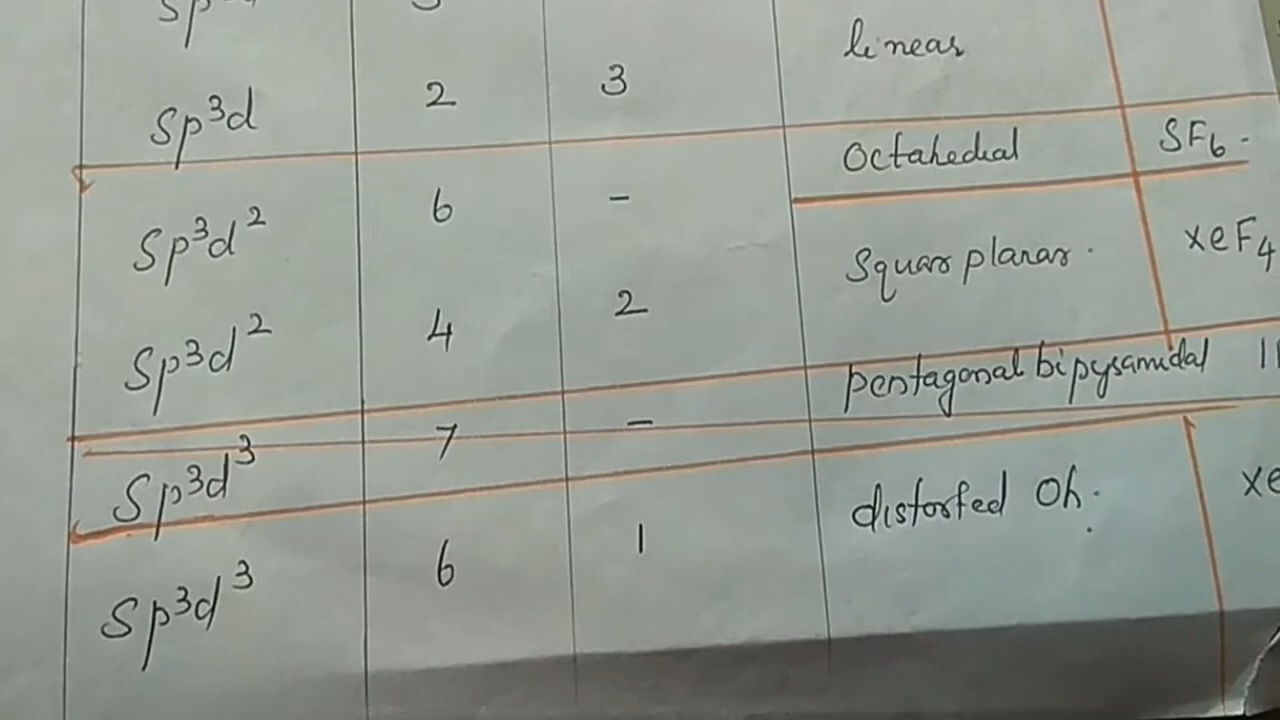 sp³d 2 3 linear
Octahedral SF₆.
sp³d² 6 -
squar planar. xeF₄
sp³d² 4 2
pentagonal bipyramidal
sp³d³ 7 -
distorted Oh.
sp³d³ 6 1